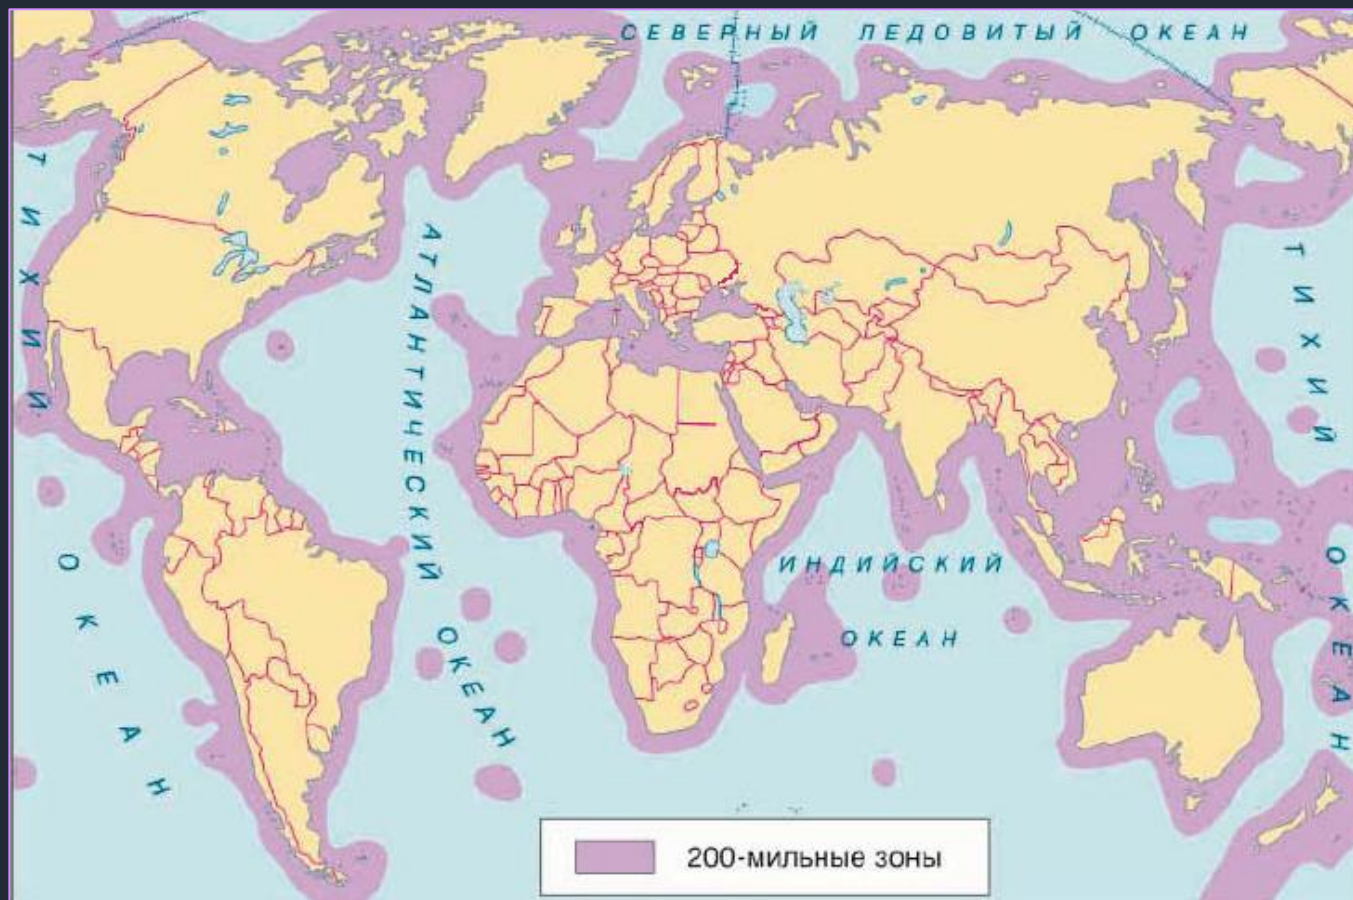 СЕВЕРНЫЙ ЛЕДОВИТЫЙ ОКЕАН
ТИХИЙ
ОКЕАН
АТЛАНТИЧЕСКИЙ
ОКЕАН
ИНДИЙСКИЙ
ОКЕАН
ТИХИЙ
ОКЕАН
200-мильные зоны